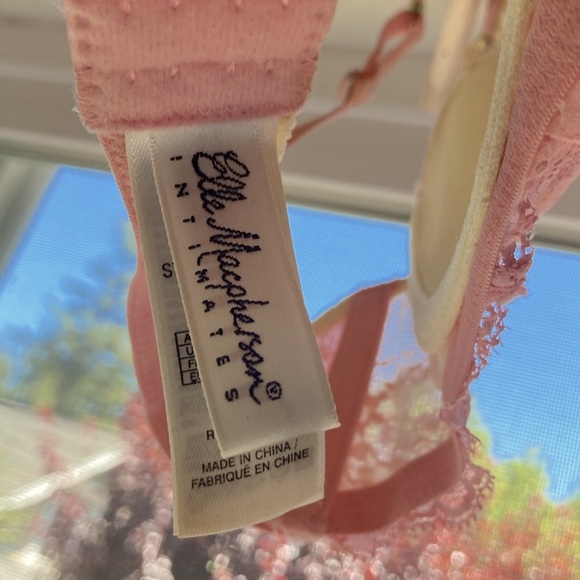 Elle Macpherson®
INTIMATES
S
A
U
F
E
R
MADE IN CHINA /
FABRIQUÉ EN CHINE